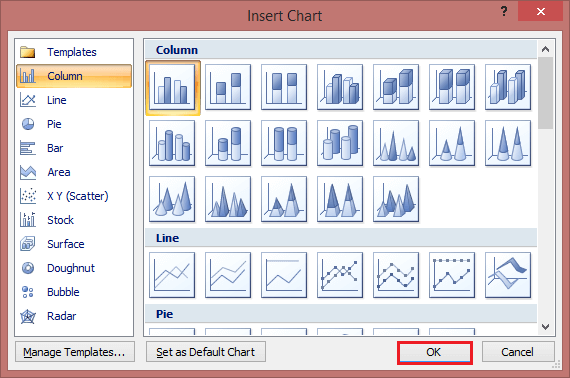 Insert Chart
?
Templates
Column
Line
Pie
Bar
Area
X Y (Scatter)
Stock
Surface
Doughnut
Bubble
Radar
Column
Line
Pie
Manage Templates...
Set as Default Chart
OK
Cancel